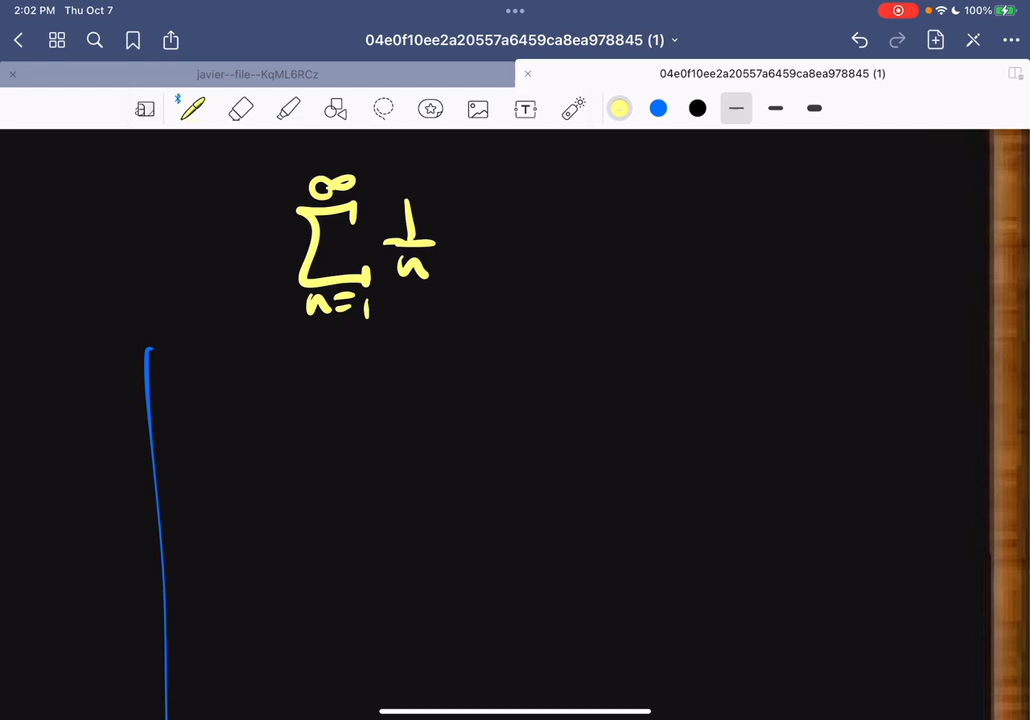 2:02 PM Thu Oct 7
100%
04e0f10ee2a20557a6459ca8ea978845 (1)
javier--file--KqML6RCz
04e0f10ee2a20557a6459ca8ea978845 (1)
T
∞
∑ 1/n
n=1